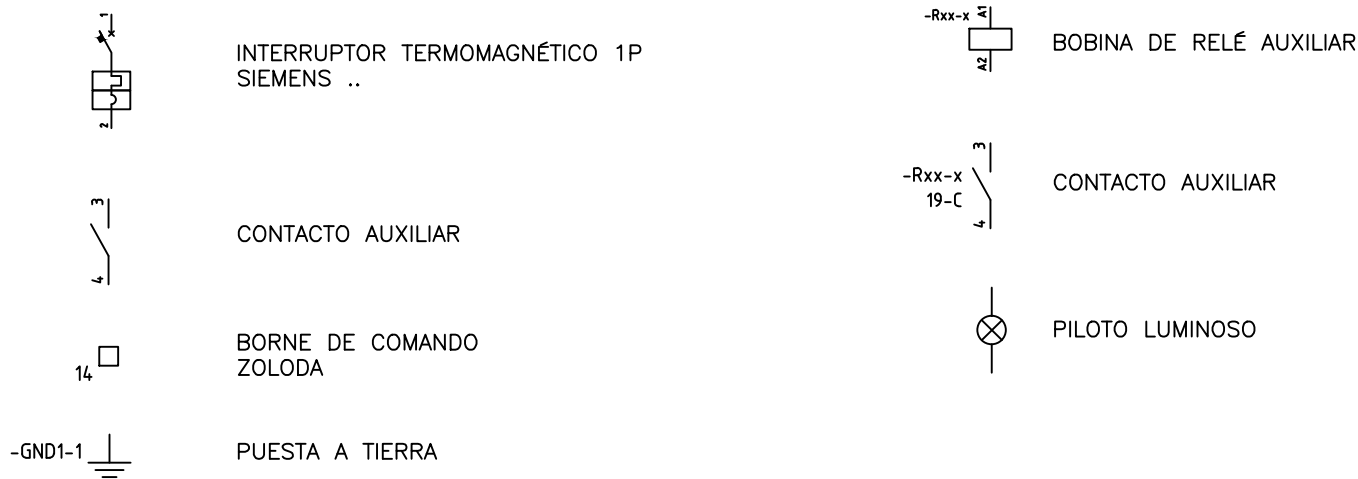 1
2
INTERRUPTOR TERMOMAGNÉTICO 1P
SIEMENS ..
3
4
CONTACTO AUXILIAR
14
BORNE DE COMANDO
ZOLODA
-GND1-1
PUESTA A TIERRA
-Rxx-x
A1
A2
BOBINA DE RELÉ AUXILIAR
3
-Rxx-x
19-C
4
CONTACTO AUXILIAR
PILOTO LUMINOSO